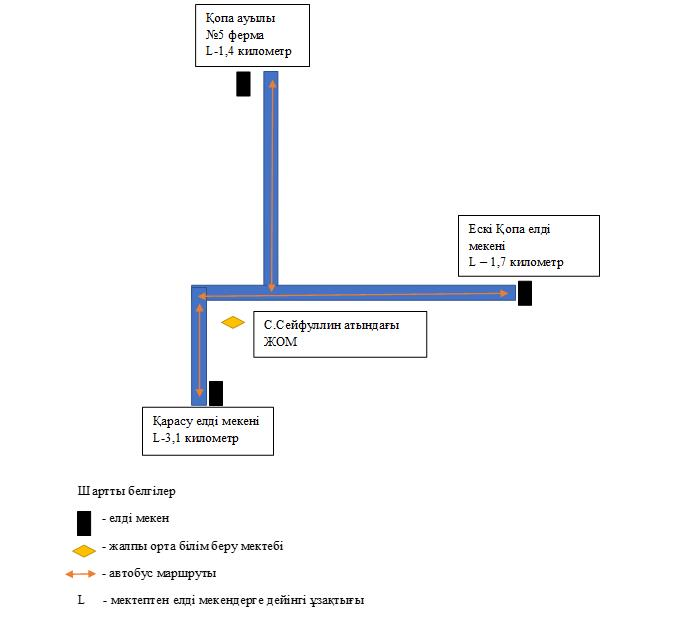 Қопа ауылы
№5 ферма
L-1,4 километр
Ескі Қопа елді
мекені
L – 1,7 километр
С.Сейфуллин атындағы
ЖОМ
Қарасу елді мекені
L-3,1 километр
Шартты белгілер
- елді мекен
- жалпы орта білім беру мектебі
- автобус маршруты
L - мектептен елді мекендерге дейінгі ұзақтығы